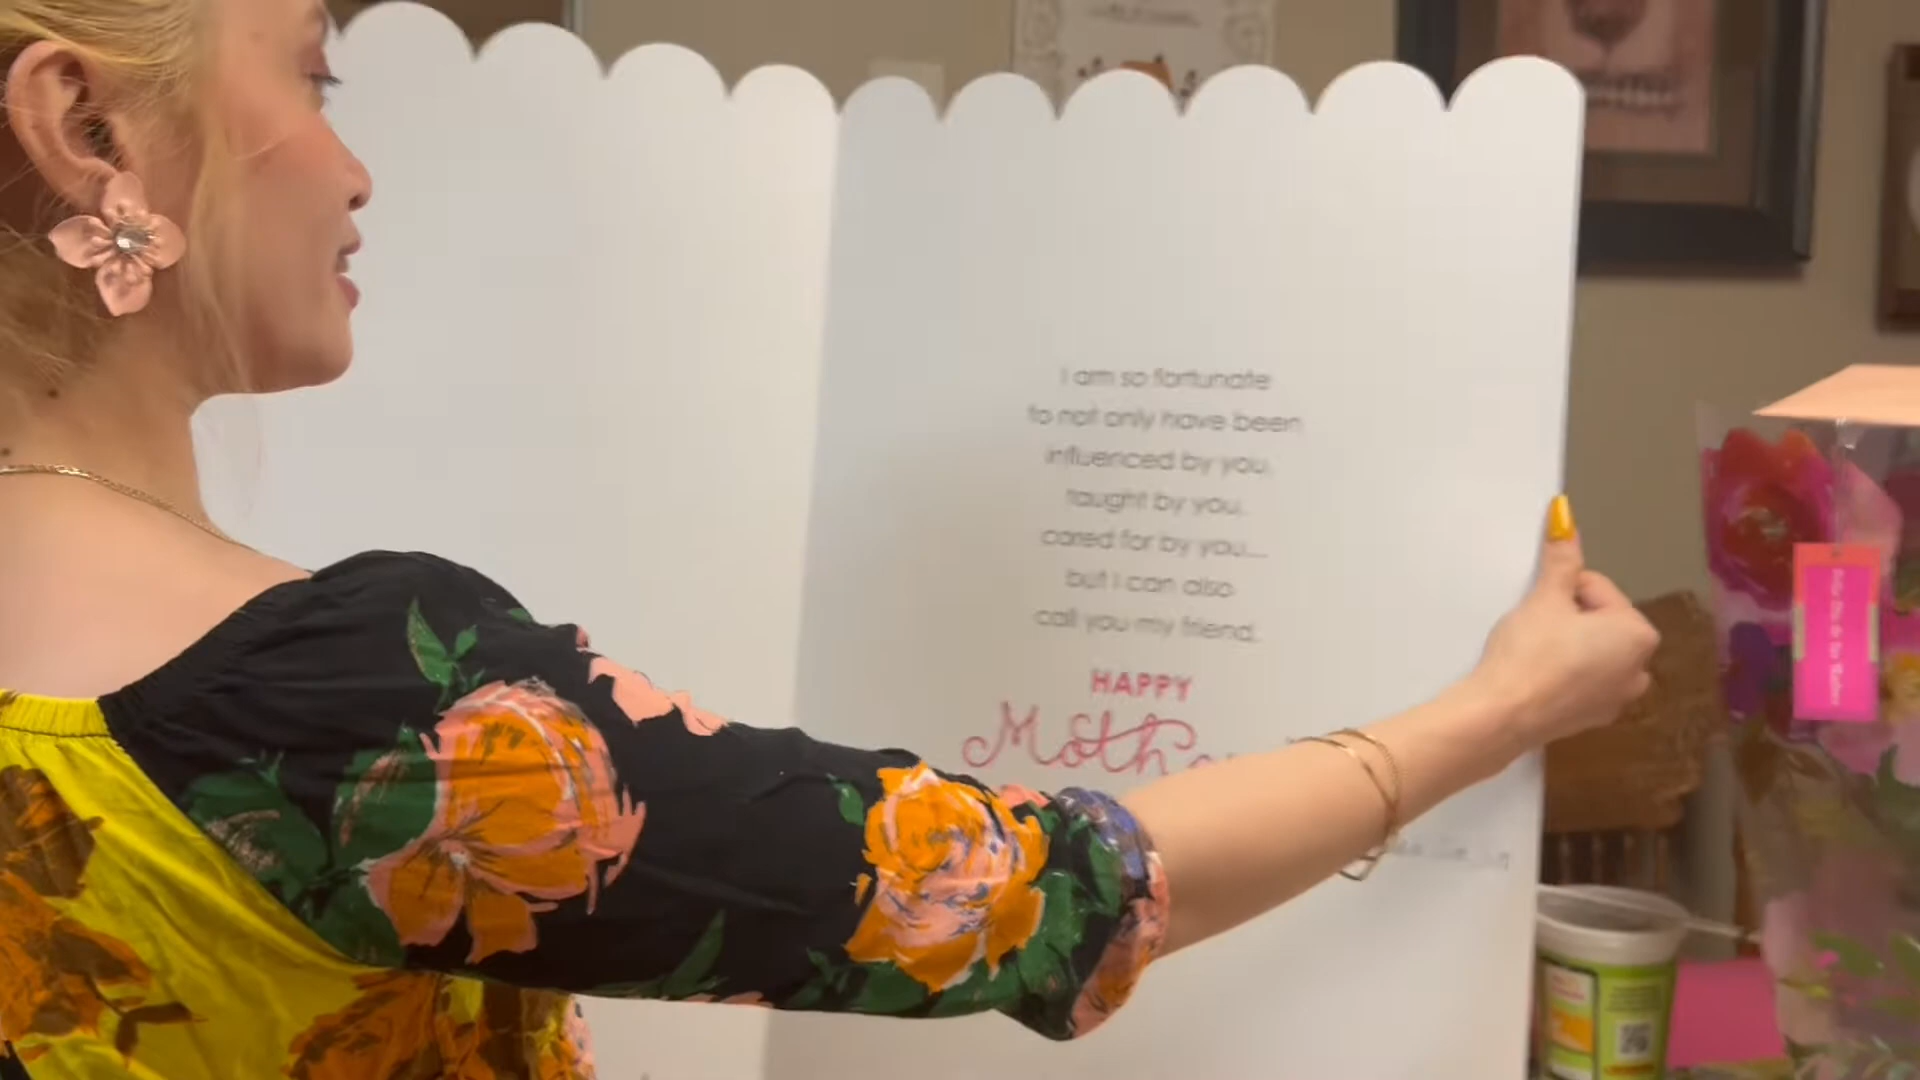 I am so fortunate
to not only have been
influenced by you,
taught by you,
cared for by you...
but I can also
call you my friend.
HAPPY
Mothe